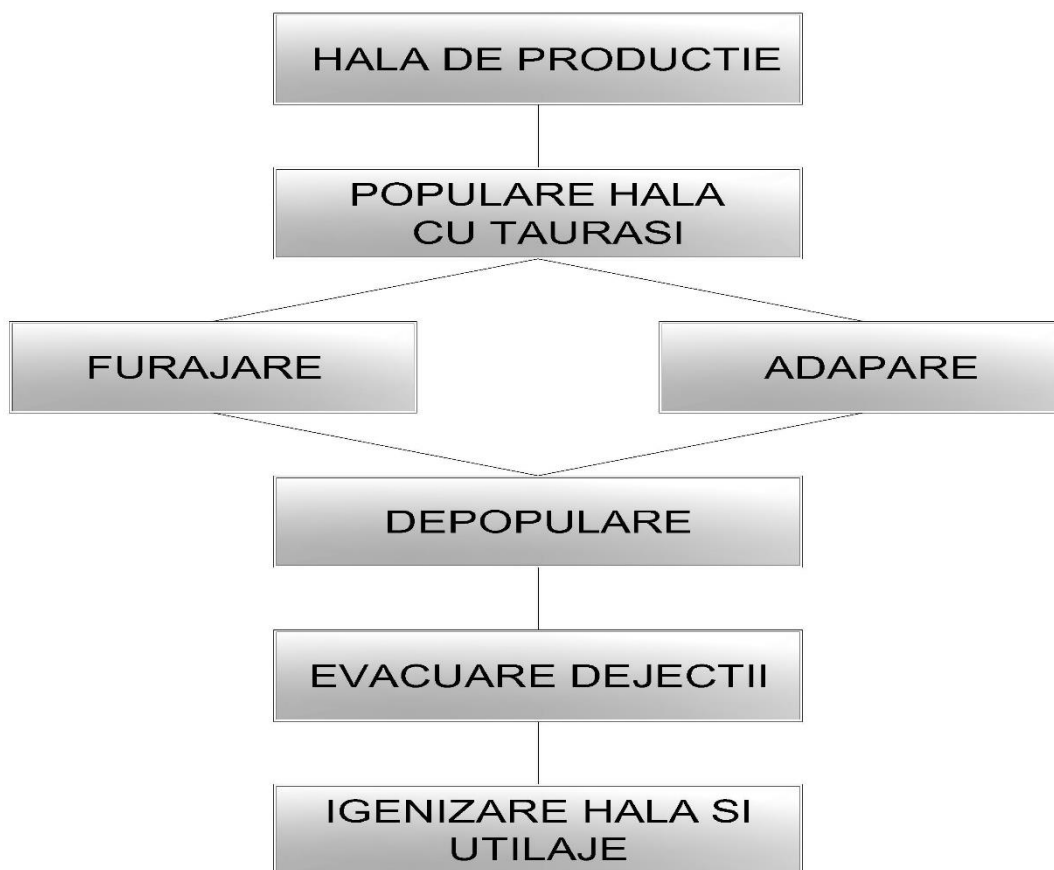 HALA DE PRODUCTIE
POPULARE HALA
CU TAURASI
FURAJARE
ADAPARE
DEPOPULARE
EVACUARE DEJECTII
IGENIZARE HALA SI
UTILAJE